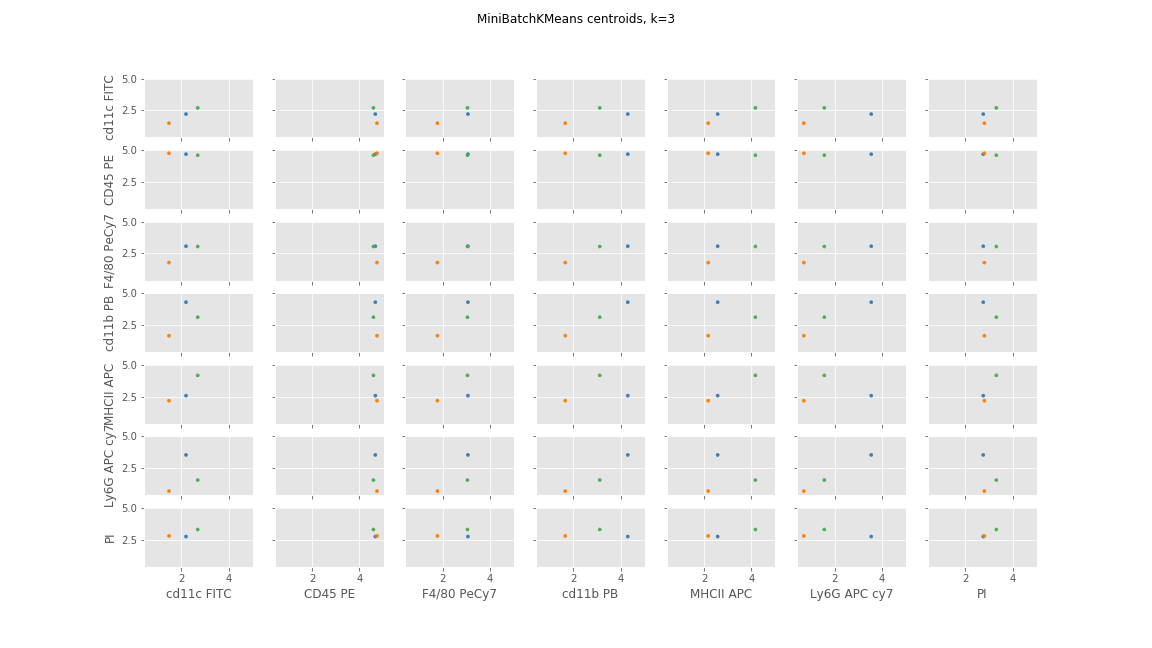 MiniBatchKMeans centroids, k=3
cd11c FITC
5.0
2.5
CD45 PE
5.0
2.5
F4/80 PeCy7
5.0
2.5
cd11b PB
5.0
2.5
MHCII APC
5.0
2.5
Ly6G APC cy7
5.0
2.5
PI
5.0
2.5
2 4 2 4 2 4 2 4 2 4 2 4 2 4
cd11c FITC CD45 PE F4/80 PeCy7 cd11b PB MHCII APC Ly6G APC cy7 PI